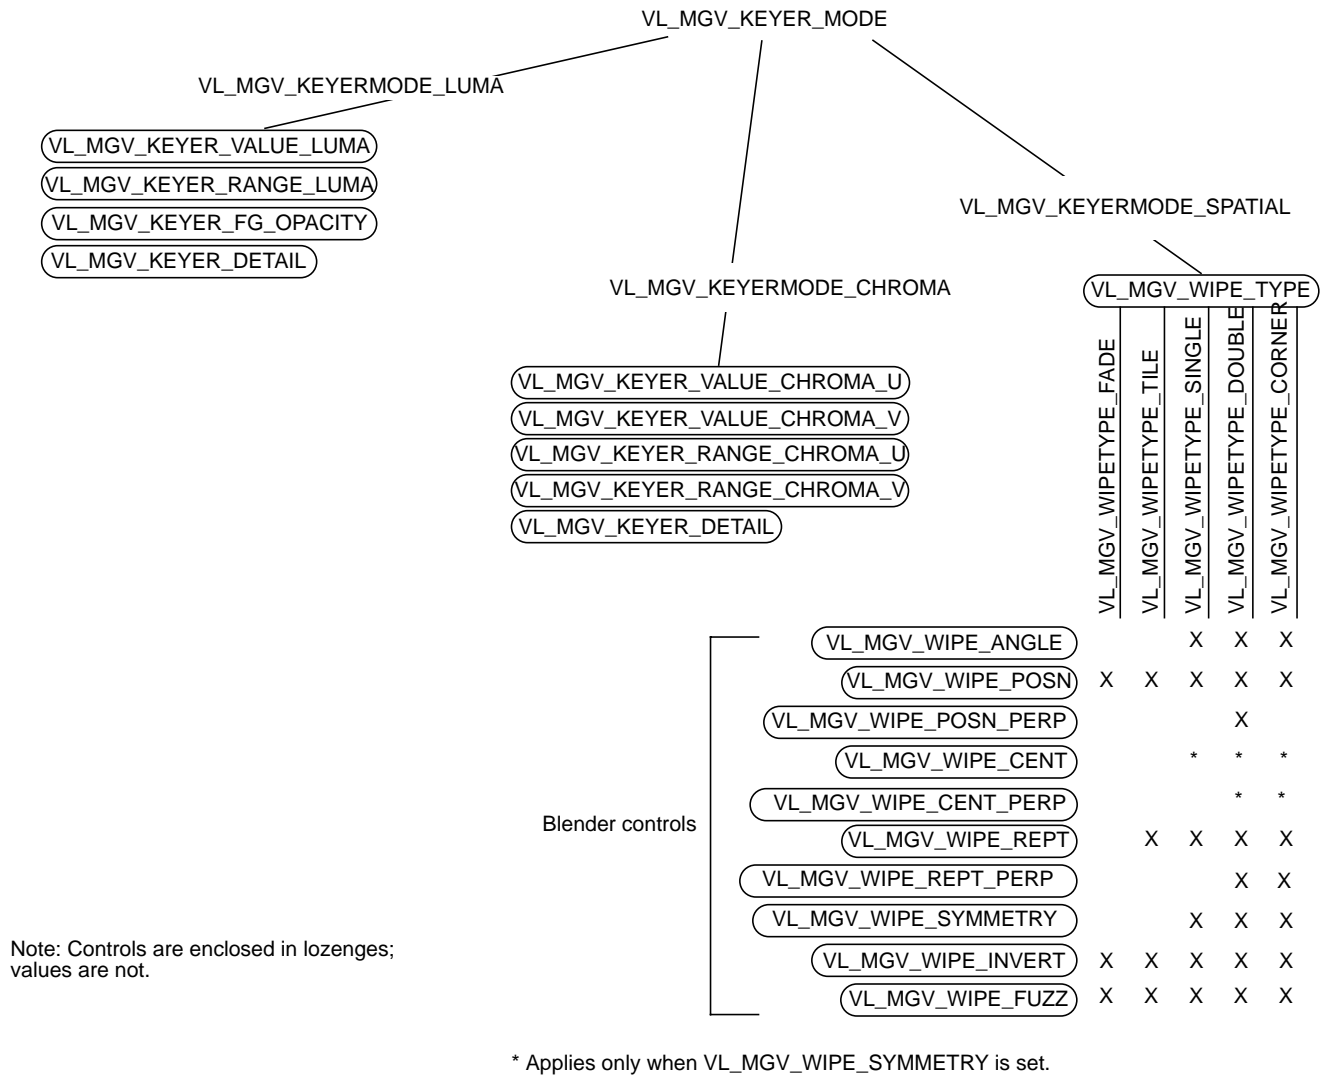 VL_MGV_KEYER_MODE
VL_MGV_KEYERMODE_LUMA
VL_MGV_KEYER_VALUE_LUMA
VL_MGV_KEYER_RANGE_LUMA
VL_MGV_KEYER_FG_OPACITY
VL_MGV_KEYER_DETAIL
VL_MGV_KEYERMODE_CHROMA
VL_MGV_KEYER_VALUE_CHROMA_U
VL_MGV_KEYER_VALUE_CHROMA_V
VL_MGV_KEYER_RANGE_CHROMA_U
VL_MGV_KEYER_RANGE_CHROMA_V
VL_MGV_KEYER_DETAIL
VL_MGV_KEYERMODE_SPATIAL
VL_MGV_WIPE_TYPE
VL_MGV_WIPETYPE_FADE
VL_MGV_WIPETYPE_TILE
VL_MGV_WIPETYPE_SINGLE
VL_MGV_WIPETYPE_DOUBLE
VL_MGV_WIPETYPE_CORNER
Blender controls
VL_MGV_WIPE_ANGLE X X X
VL_MGV_WIPE_POSN X X X X X
VL_MGV_WIPE_POSN_PERP X
VL_MGV_WIPE_CENT * * *
VL_MGV_WIPE_CENT_PERP * *
VL_MGV_WIPE_REPT X X X X
VL_MGV_WIPE_REPT_PERP X X
VL_MGV_WIPE_SYMMETRY X X X
VL_MGV_WIPE_INVERT X X X X X
VL_MGV_WIPE_FUZZ X X X X X
Note: Controls are enclosed in lozenges;
values are not.
* Applies only when VL_MGV_WIPE_SYMMETRY is set.